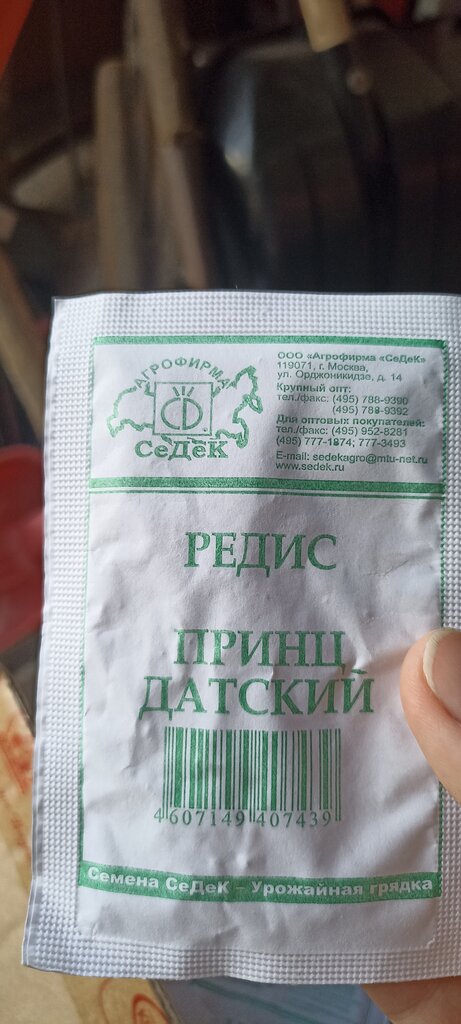 АГРОФИРМА
СеДеК
ООО «Агрофирма «СеДеК»
119071, г. Москва,
ул. Орджоникидзе, д. 14
Крупный опт:
тел./факс: (495) 788-9390
(495) 788-9392
Для оптовых покупателей:
тел./факс: (495) 952-8281
(495) 777-1874; 777-3493
E-mail: sedekagro@mtu-net.ru
www.sedek.ru
РЕДИС
ПРИНЦ
ДАТСКИЙ
4 607149 407439
Семена СеДеК – Урожайная грядка